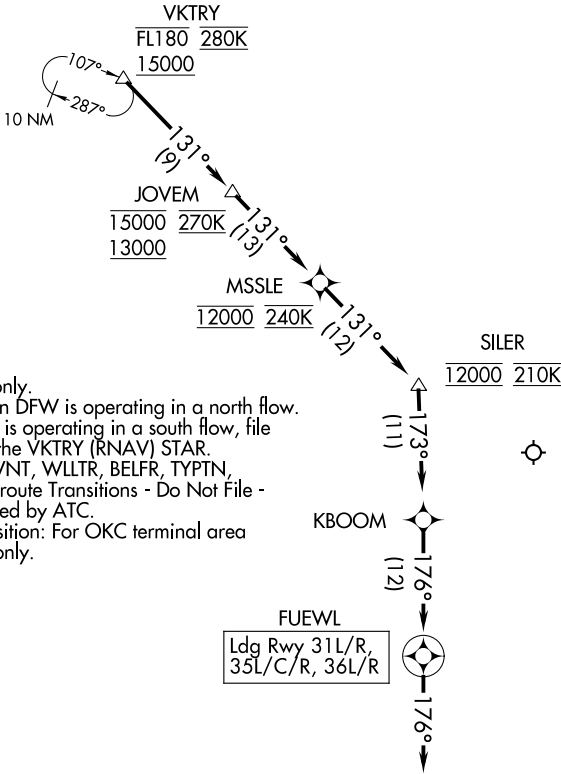 VKTRY
FL180 280K
15000
107°
287°
10 NM
131°
(9)
JOVEM
15000 270K
13000
131°
(13)
MSSLE
12000 240K
131°
(12)
SILER
12000 210K
only.
n DFW is operating in a north flow.
is operating in a south flow, file
the VKTRY (RNAV) STAR.
VNT, WLLTR, BELFR, TYPTN,
route Transitions - Do Not File -
ed by ATC.
sition: For OKC terminal area
only.
173°
(11)
KBOOM
176°
(12)
FUEWL
Ldg Rwy 31L/R,
35L/C/R, 36L/R
176°